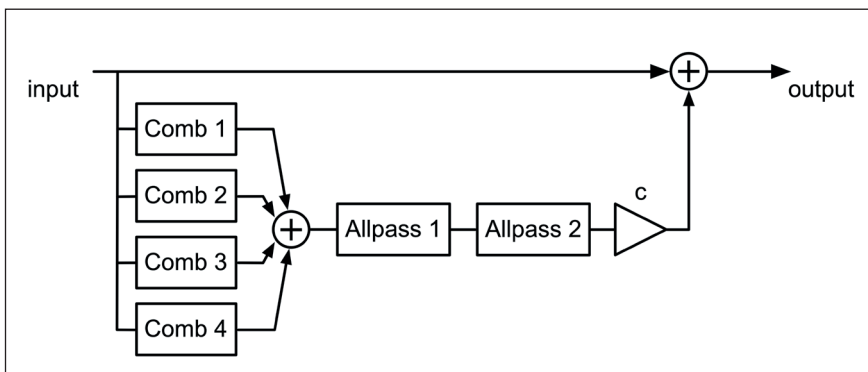 input
output
Comb 1
Comb 2
Comb 3
Comb 4
+
Allpass 1
Allpass 2
c
+